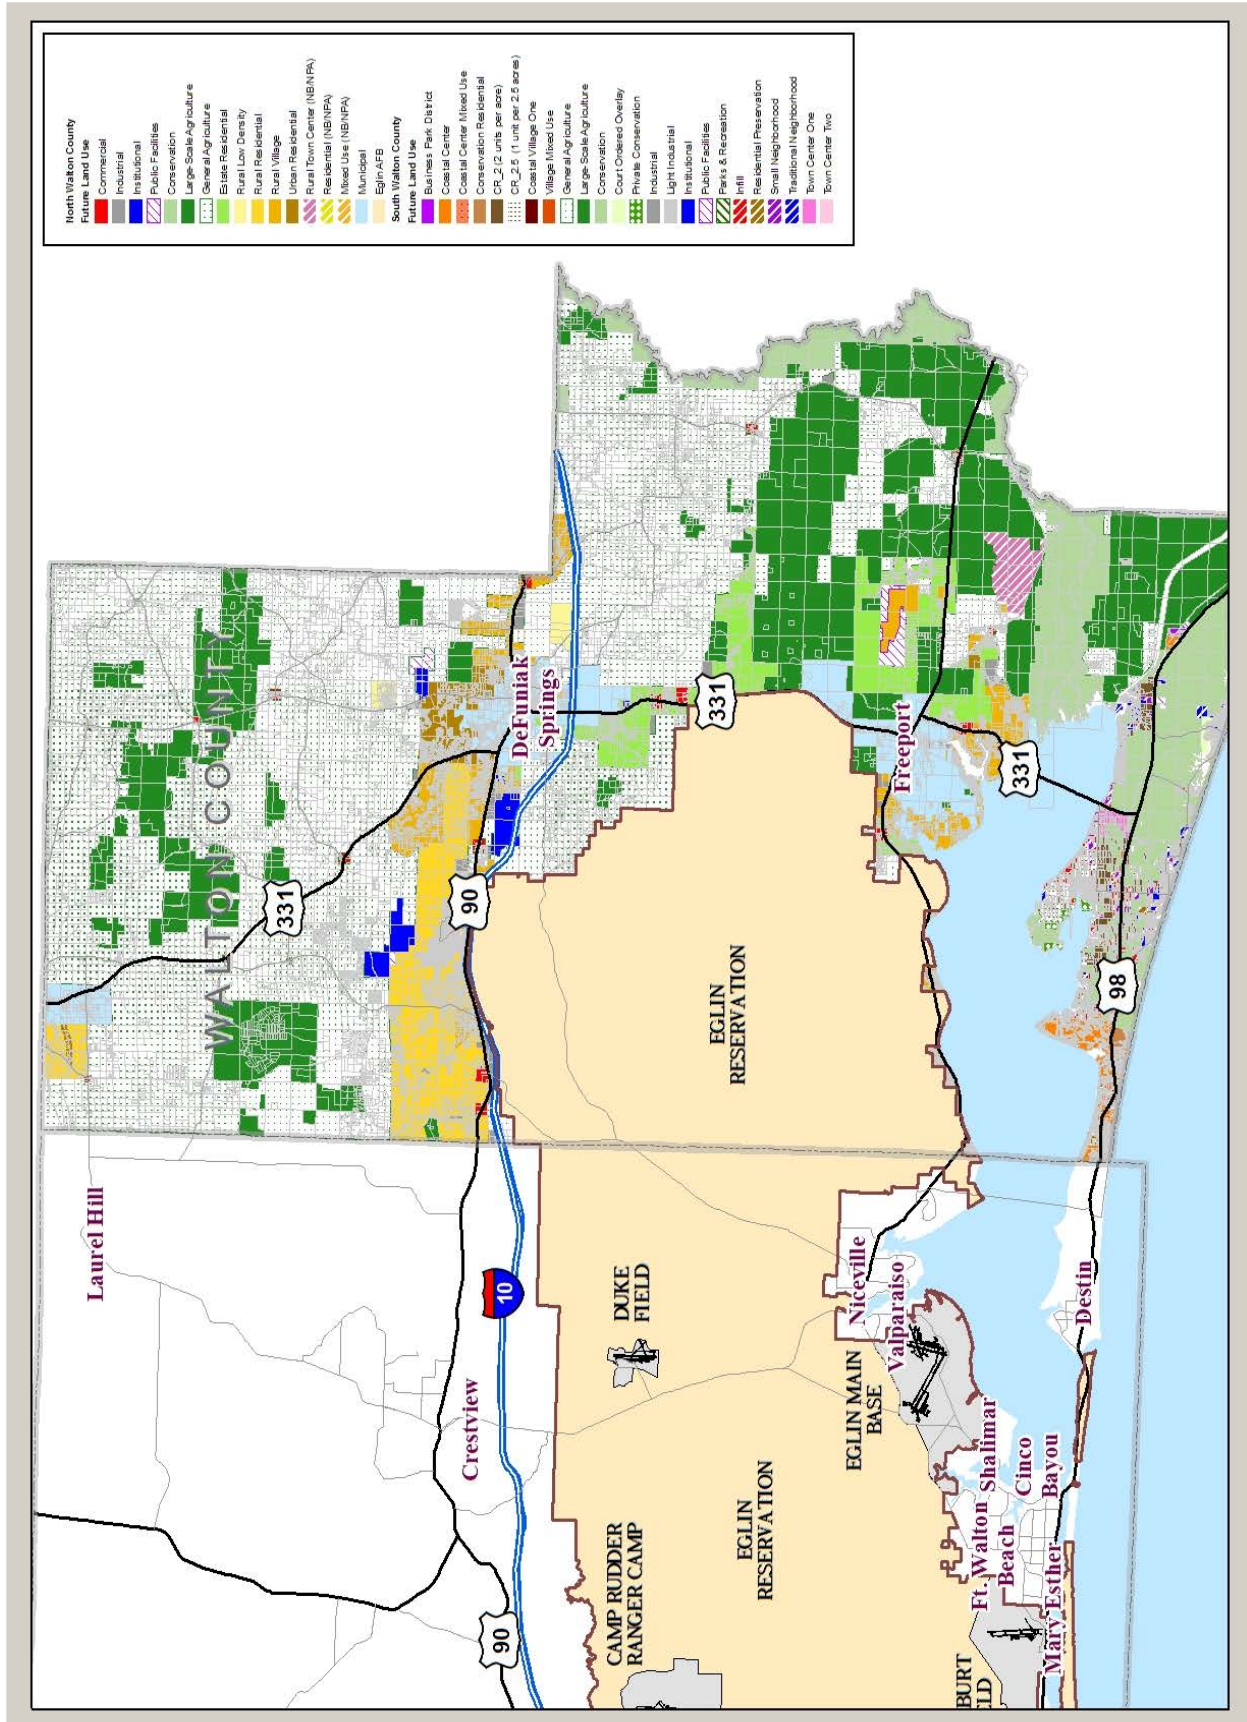 North Walton County
Future Land Use
Commercial
Industrial
Institutional
Public Facilities
Conservation
Large-Scale Agriculture
General Agriculture
Estate Residential
Rural Low Density
Rural Residential
Rural Village
Urban Residential
Rural Town Center (NB/NPA)
Residential (NB/NPA)
Mixed Use (NB/NPA)
Municipal
Eglin AFB
South Walton County
Future Land Use
Business Park District
Coastal Center
Coastal Center Mixed Use
Conservation Residential
CR_2 (2 units per acre)
CR_2.5 (1 unit per 2.5 acres)
Coastal Village One
Village Mixed Use
General Agriculture
Large-Scale Agriculture
Conservation
Court Ordered Overlay
Private Conservation
Industrial
Light Industrial
Institutional
Public Facilities
Parks & Recreation
Infill
Residential Preservation
Small Neighborhood
Traditional Neighborhood
Town Center One
Town Center Two
Laurel Hill
WALTON COUNTY
331
90
Crestview
10
90
DeFuniak
Springs
CAMP RUDDER
RANGER CAMP
DUKE
FIELD
EGLIN
RESERVATION
EGLIN
RESERVATION
331
EGLIN MAIN
BASE
Niceville
Valparaiso
Freeport
331
BURT
LD
Ft. Walton
Beach
Shalimar
Cinco
Bayou
Mary Esther
Destin
98